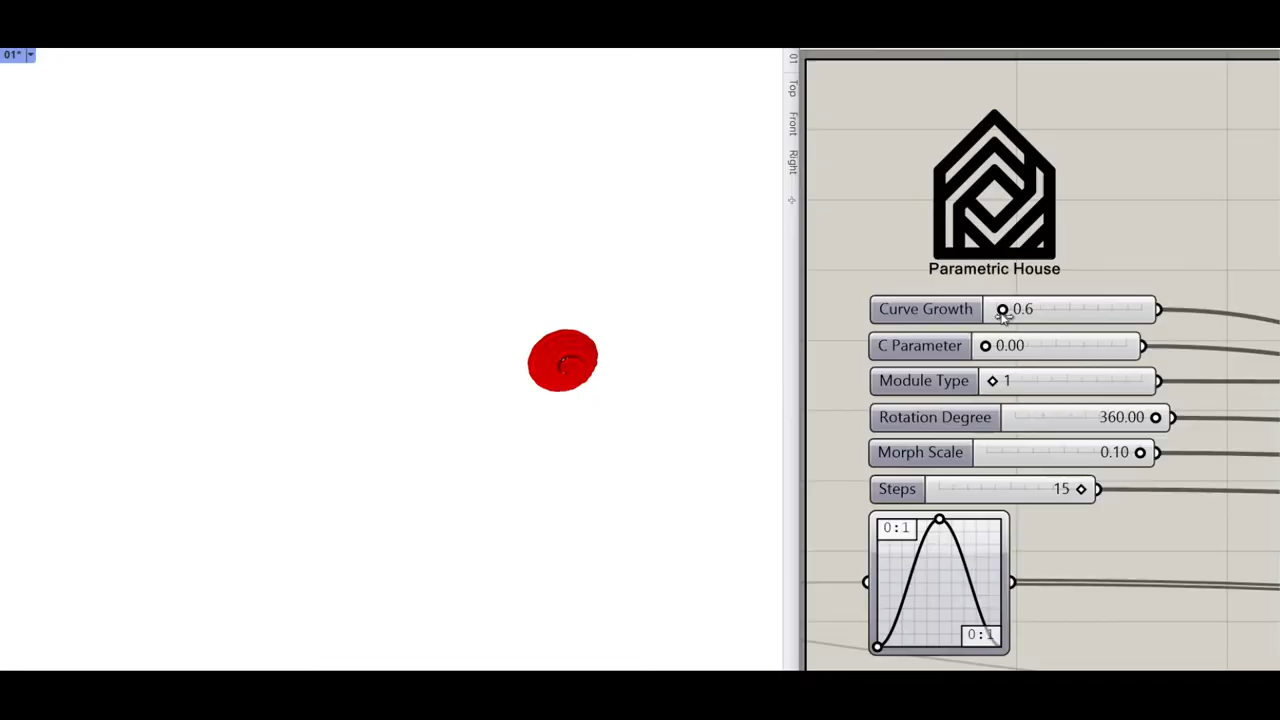 01*
01
Top
Front
Right
Parametric House
Curve Growth 0.6
C Parameter 0.00
Module Type 1
Rotation Degree 360.00
Morph Scale 0.10
Steps 15
0:1
0:1